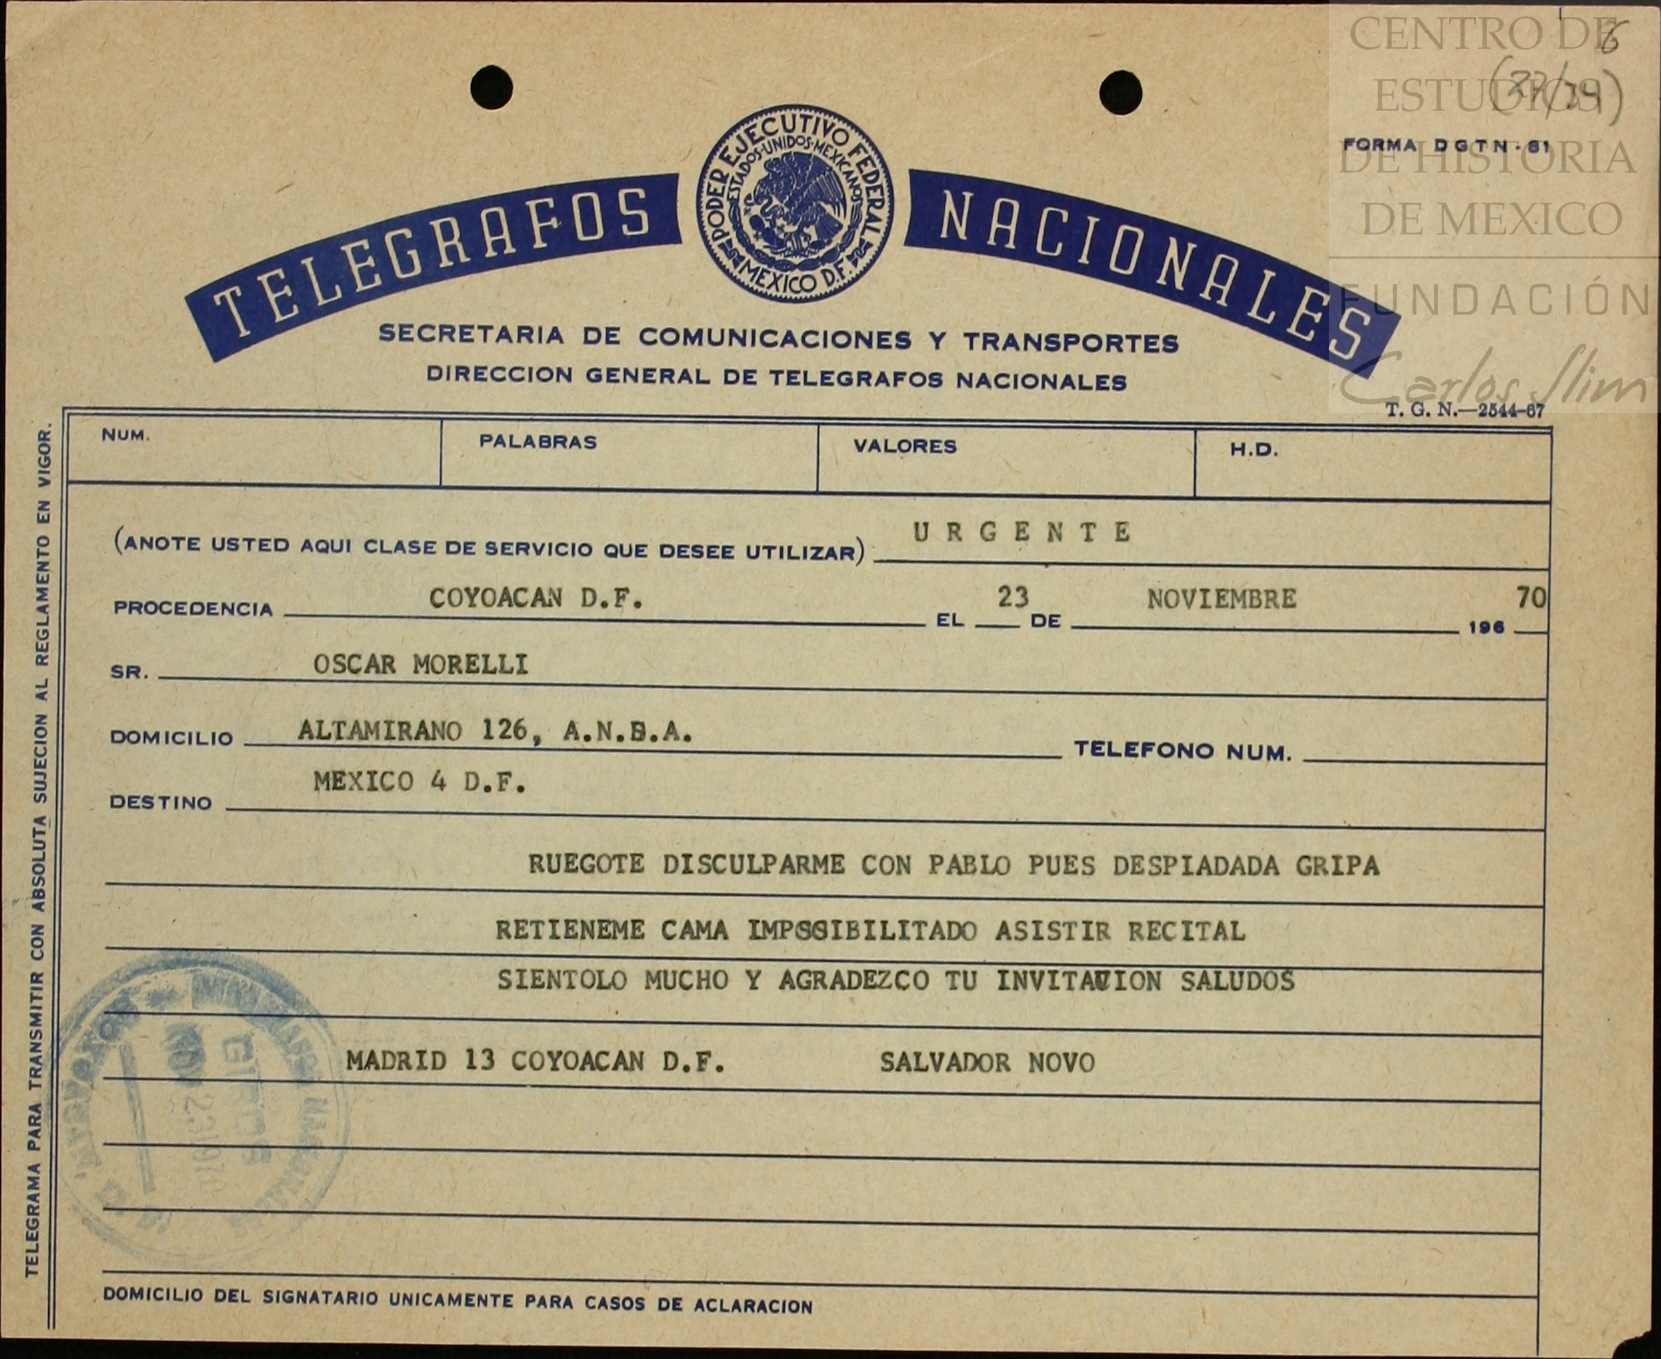 6
CENTRO DE
ESTUDIOS
DE HISTORIA
DE MEXICO
FUNDACIÓN
Carlos Slim
FORMA DGTN-61
TELEGRAFOS NACIONALES
PODER EJECUTIVO FEDERAL
ESTADOS·UNIDOS·MEXICANOS
MEXICO D.F.
SECRETARIA DE COMUNICACIONES Y TRANSPORTES
DIRECCION GENERAL DE TELEGRAFOS NACIONALES
T. G. N.—2544-67
NUM. PALABRAS VALORES H.D.
(ANOTE USTED AQUI CLASE DE SERVICIO QUE DESEE UTILIZAR) URGENTE
PROCEDENCIA COYOACAN D.F. EL 23 DE NOVIEMBRE 196 70
SR. OSCAR MORELLI
DOMICILIO ALTAMIRANO 126, A.N.B.A. TELEFONO NUM.
DESTINO MEXICO 4 D.F.
RUEGOTE DISCULPARME CON PABLO PUES DESPIADADA GRIPA
RETIENEME CAMA IMPOSIBILITADO ASISTIR RECITAL
SIENTOLO MUCHO Y AGRADEZCO TU INVITACION SALUDOS
MADRID 13 COYOACAN D.F. SALVADOR NOVO
DOMICILIO DEL SIGNATARIO UNICAMENTE PARA CASOS DE ACLARACION
TELEGRAMA PARA TRANSMITIR CON ABSOLUTA SUJECION AL REGLAMENTO EN VIGOR.